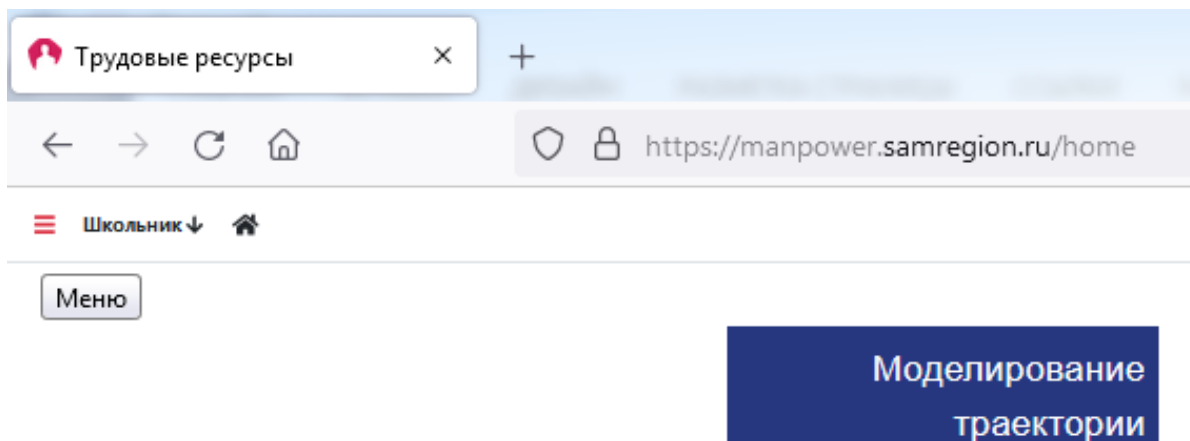 Трудовые ресурсы
https://manpower.samregion.ru/home
Школьник
Меню
Моделирование
траектории